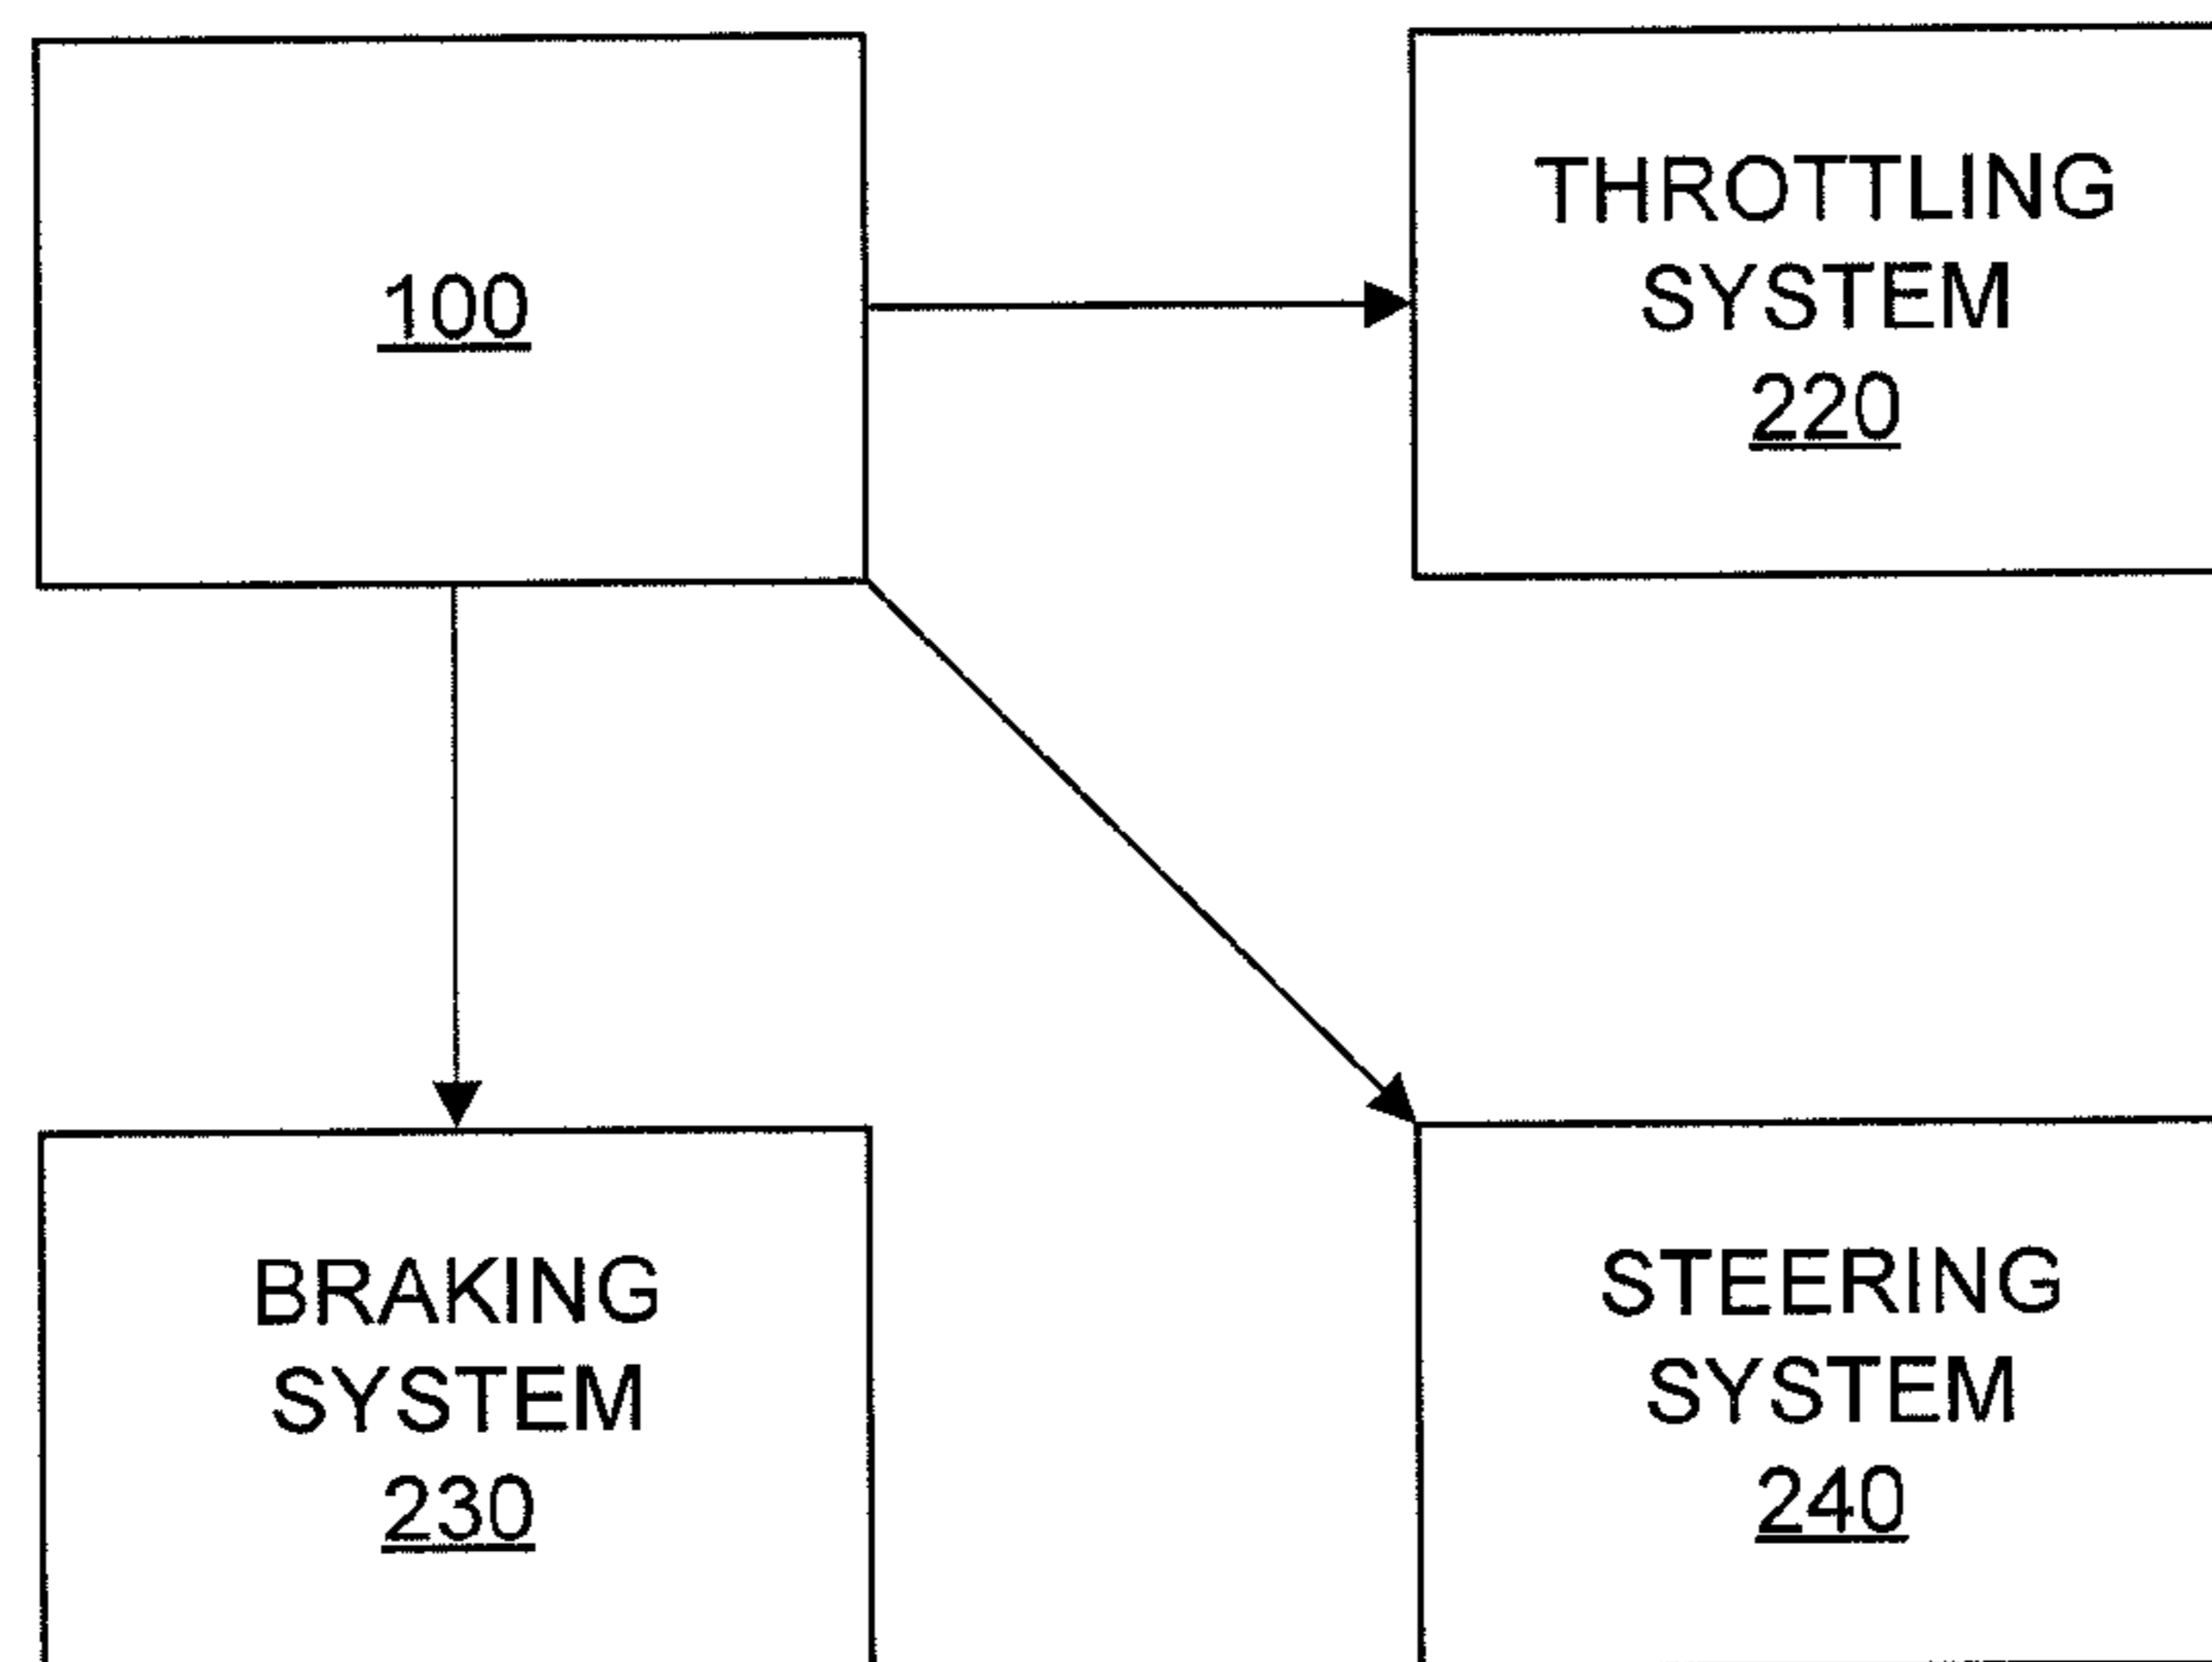 100
THROTTLING
SYSTEM
220
BRAKING
SYSTEM
230
STEERING
SYSTEM
240